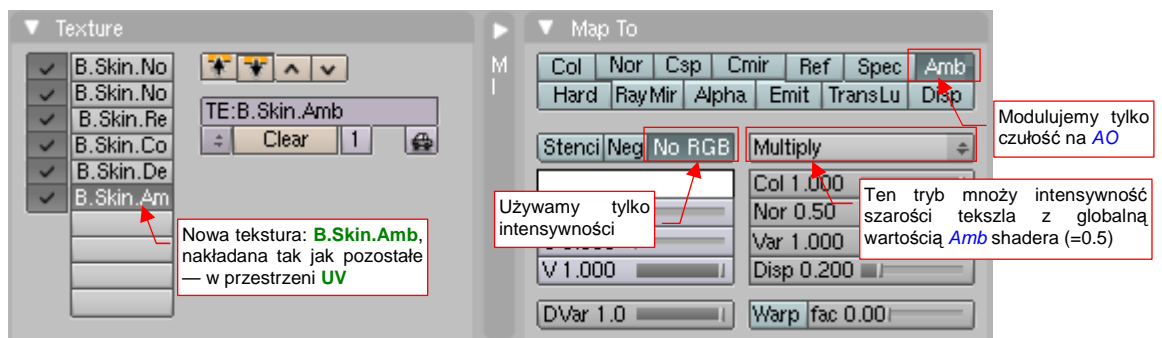 Texture
B.Skin.No
B.Skin.No
B.Skin.Re
B.Skin.Co
B.Skin.De
B.Skin.Am
TE:B.Skin.Amb
Clear 1
Nowa tekstura: B.Skin.Amb,
nakładana tak jak pozostałe
— w przestrzeni UV
M
Map To
Col Nor Csp Cmir Ref Spec Amb
Hard RayMir Alpha Emit TransLu Disp
Modulujemy tylko
czułość na AO
Stenci Neg No RGB Multiply
Używamy tylko
intensywności
V 1.000
DVar 1.0
Col 1.000
Nor 0.50
Var 1.000
Disp 0.200
Warp fac 0.00
Ten tryb mnoży intensywność
szarości tekszla z globalną
wartością Amb shadera (=0.5)